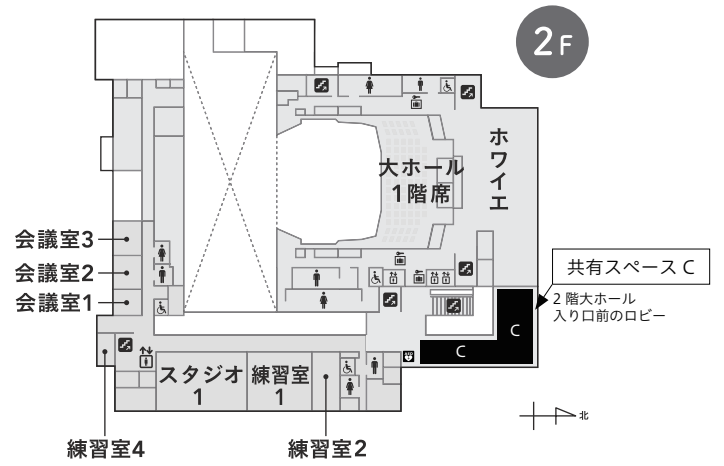 2F
ホワイエ
大ホール
1階席
会議室3
会議室2
会議室1
共有スペース C
2 階大ホール
入り口前のロビー
C
C
スタジオ
1
練習室
1
北
練習室4
練習室2